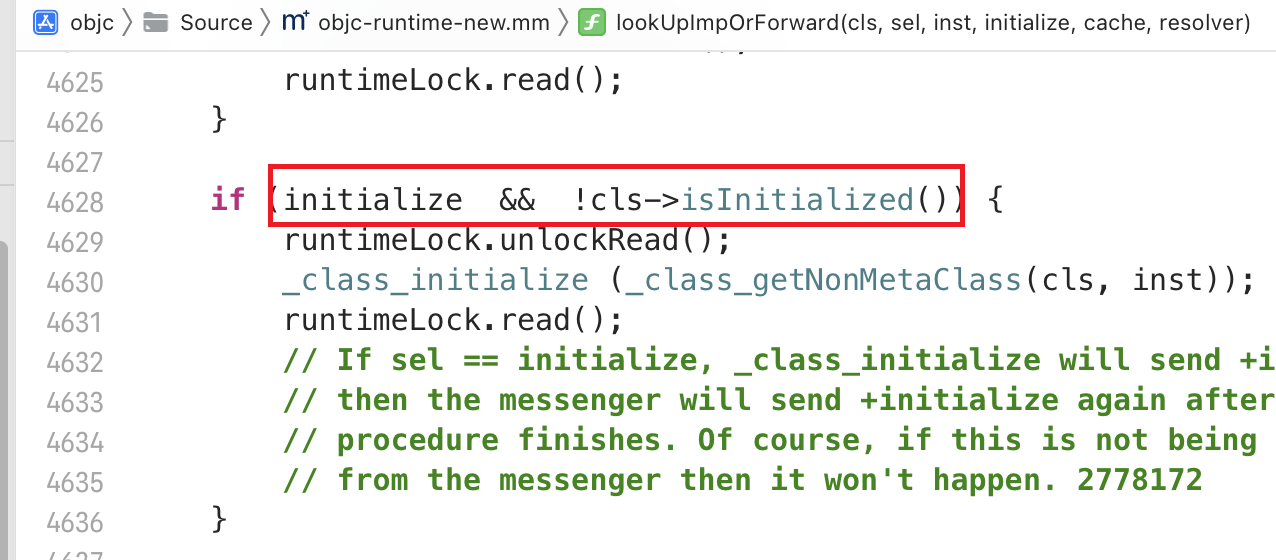 objc Source objc-runtime-new.mm lookUpImpOrForward(cls, sel, inst, initialize, cache, resolver)
4625 runtimeLock.read();
4626 }
4627
4628 if (initialize && !cls->isInitialized()) {
4629 runtimeLock.unlockRead();
4630 _class_initialize (_class_getNonMetaClass(cls, inst));
4631 runtimeLock.read();
4632 // If sel == initialize, _class_initialize will send +i
4633 // then the messenger will send +initialize again after
4634 // procedure finishes. Of course, if this is not being
4635 // from the messenger then it won't happen. 2778172
4636 }